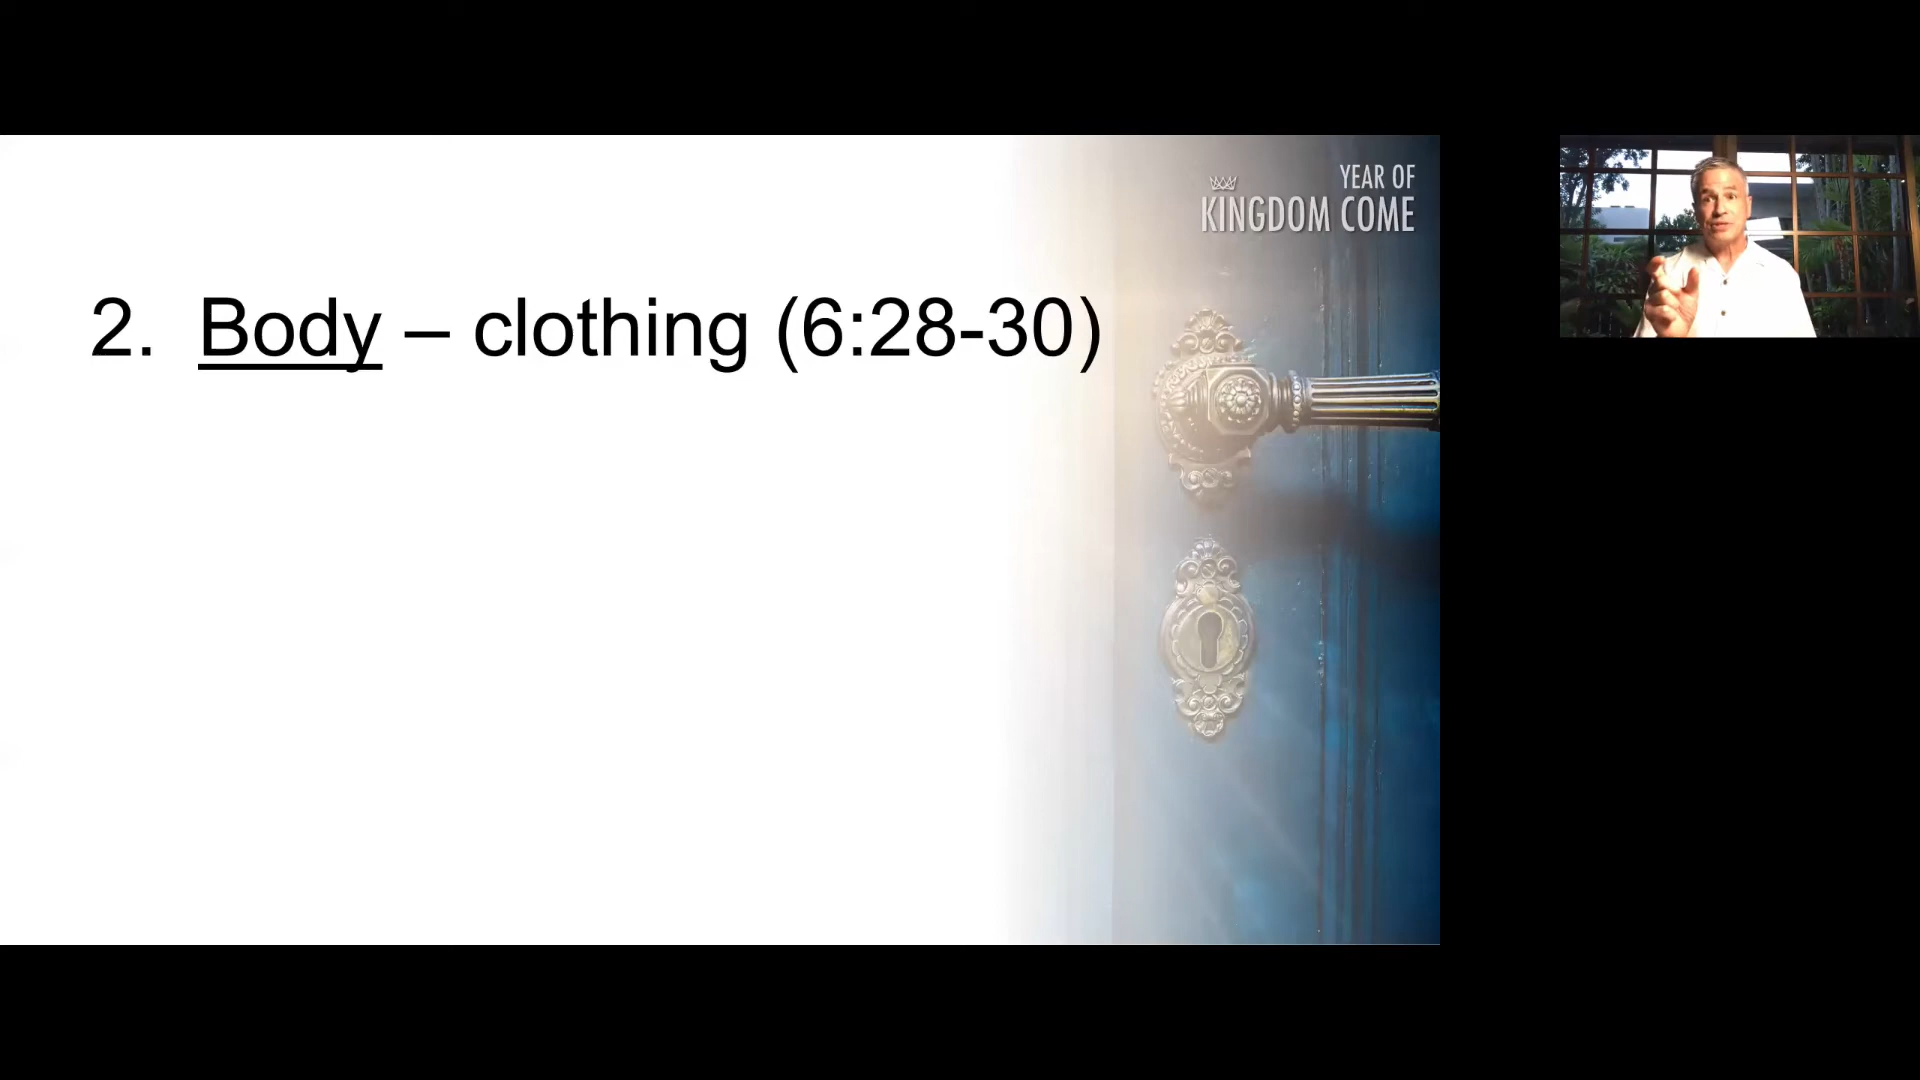 YEAR OF
KINGDOM COME
2. Body – clothing (6:28-30)